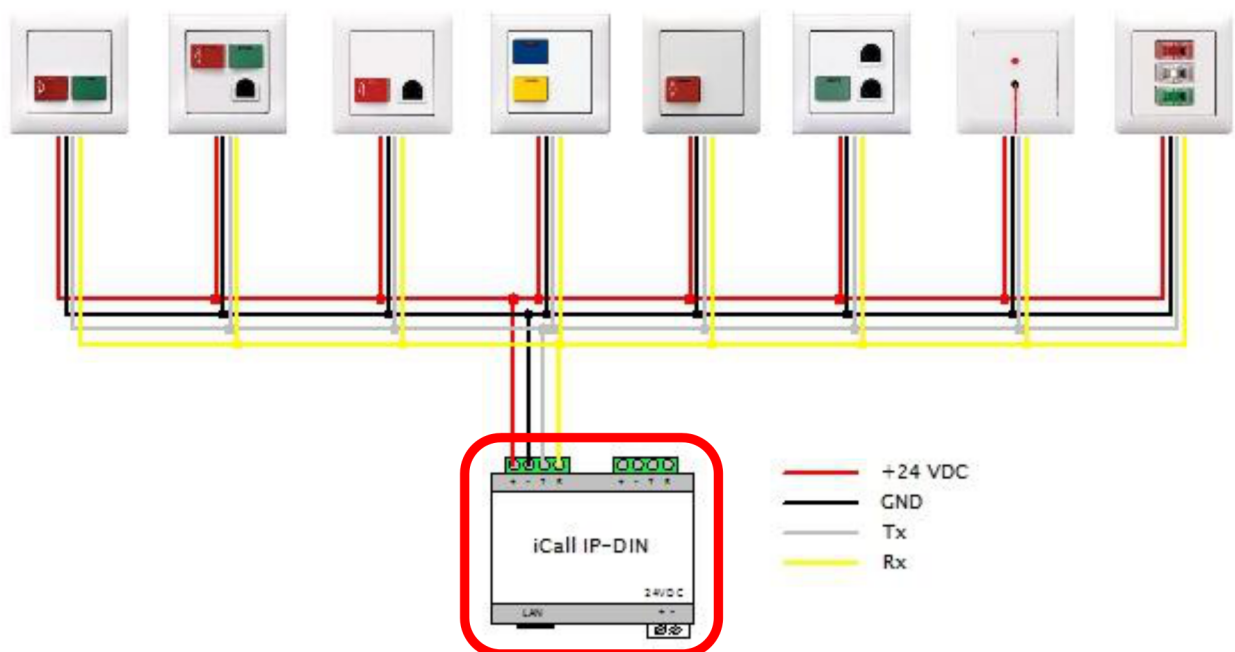 + - T R
+ - T R
iCall IP-DIN
24VDC
LAN
+ -
+24 VDC
GND
Tx
Rx